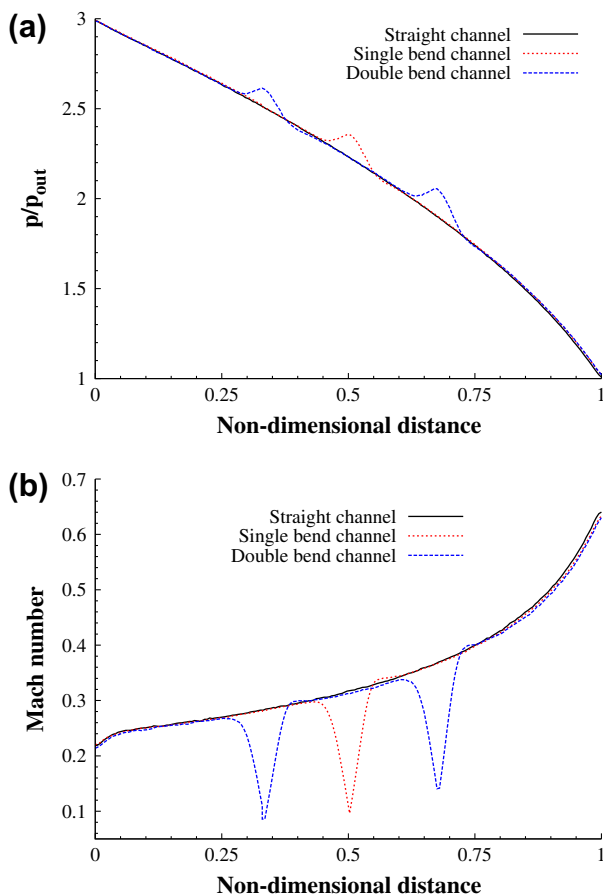 (a)
3
2.5
2
1.5
1
p/pout
Straight channel
Single bend channel
Double bend channel
0
0.25
0.5
0.75
1
Non-dimensional distance
(b)
0.7
0.6
0.5
0.4
0.3
0.2
0.1
Mach number
Straight channel
Single bend channel
Double bend channel
0
0.25
0.5
0.75
1
Non-dimensional distance